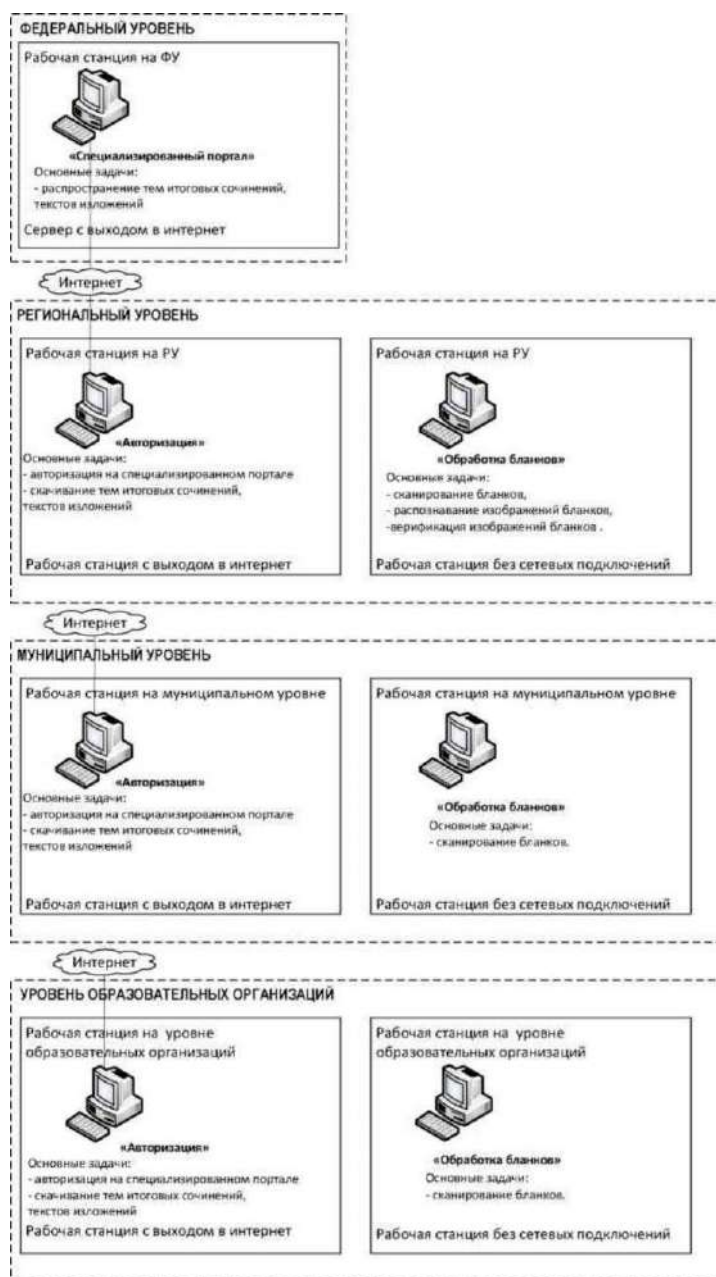 ФЕДЕРАЛЬНЫЙ УРОВЕНЬ
Рабочая станция на ФУ
«Специализированный портал»
Основные задачи:
- распространение тем итоговых сочинений,
текстов изложений
Сервер с выходом в интернет
Интернет
РЕГИОНАЛЬНЫЙ УРОВЕНЬ
Рабочая станция на РУ
«Авторизация»
Основные задачи:
- авторизация на специализированном портале
- скачивание тем итоговых сочинений,
текстов изложений
Рабочая станция с выходом в интернет
Рабочая станция на РУ
«Обработка бланков»
Основные задачи:
- сканирование бланков,
- распознавание изображений бланков,
-верификация изображений бланков .
Рабочая станция без сетевых подключений
Интернет
МУНИЦИПАЛЬНЫЙ УРОВЕНЬ
Рабочая станция на муниципальном уровне
«Авторизация»
Основные задачи:
- авторизация на специализированном портале
- скачивание тем итоговых сочинений,
текстов изложений
Рабочая станция с выходом в интернет
Рабочая станция на муниципальном уровне
«Обработка бланков»
Основные задачи:
- сканирование бланков.
Рабочая станция без сетевых подключений
Интернет
УРОВЕНЬ ОБРАЗОВАТЕЛЬНЫХ ОРГАНИЗАЦИЙ
Рабочая станция на уровне
образовательных организаций
«Авторизация»
Основные задачи:
- авторизация на специализированном портале
- скачивание тем итоговых сочинений,
текстов изложений
Рабочая станция с выходом в интернет
Рабочая станция на уровне
образовательных организаций
«Обработка бланков»
Основные задачи:
- сканирование бланков.
Рабочая станция без сетевых подключений